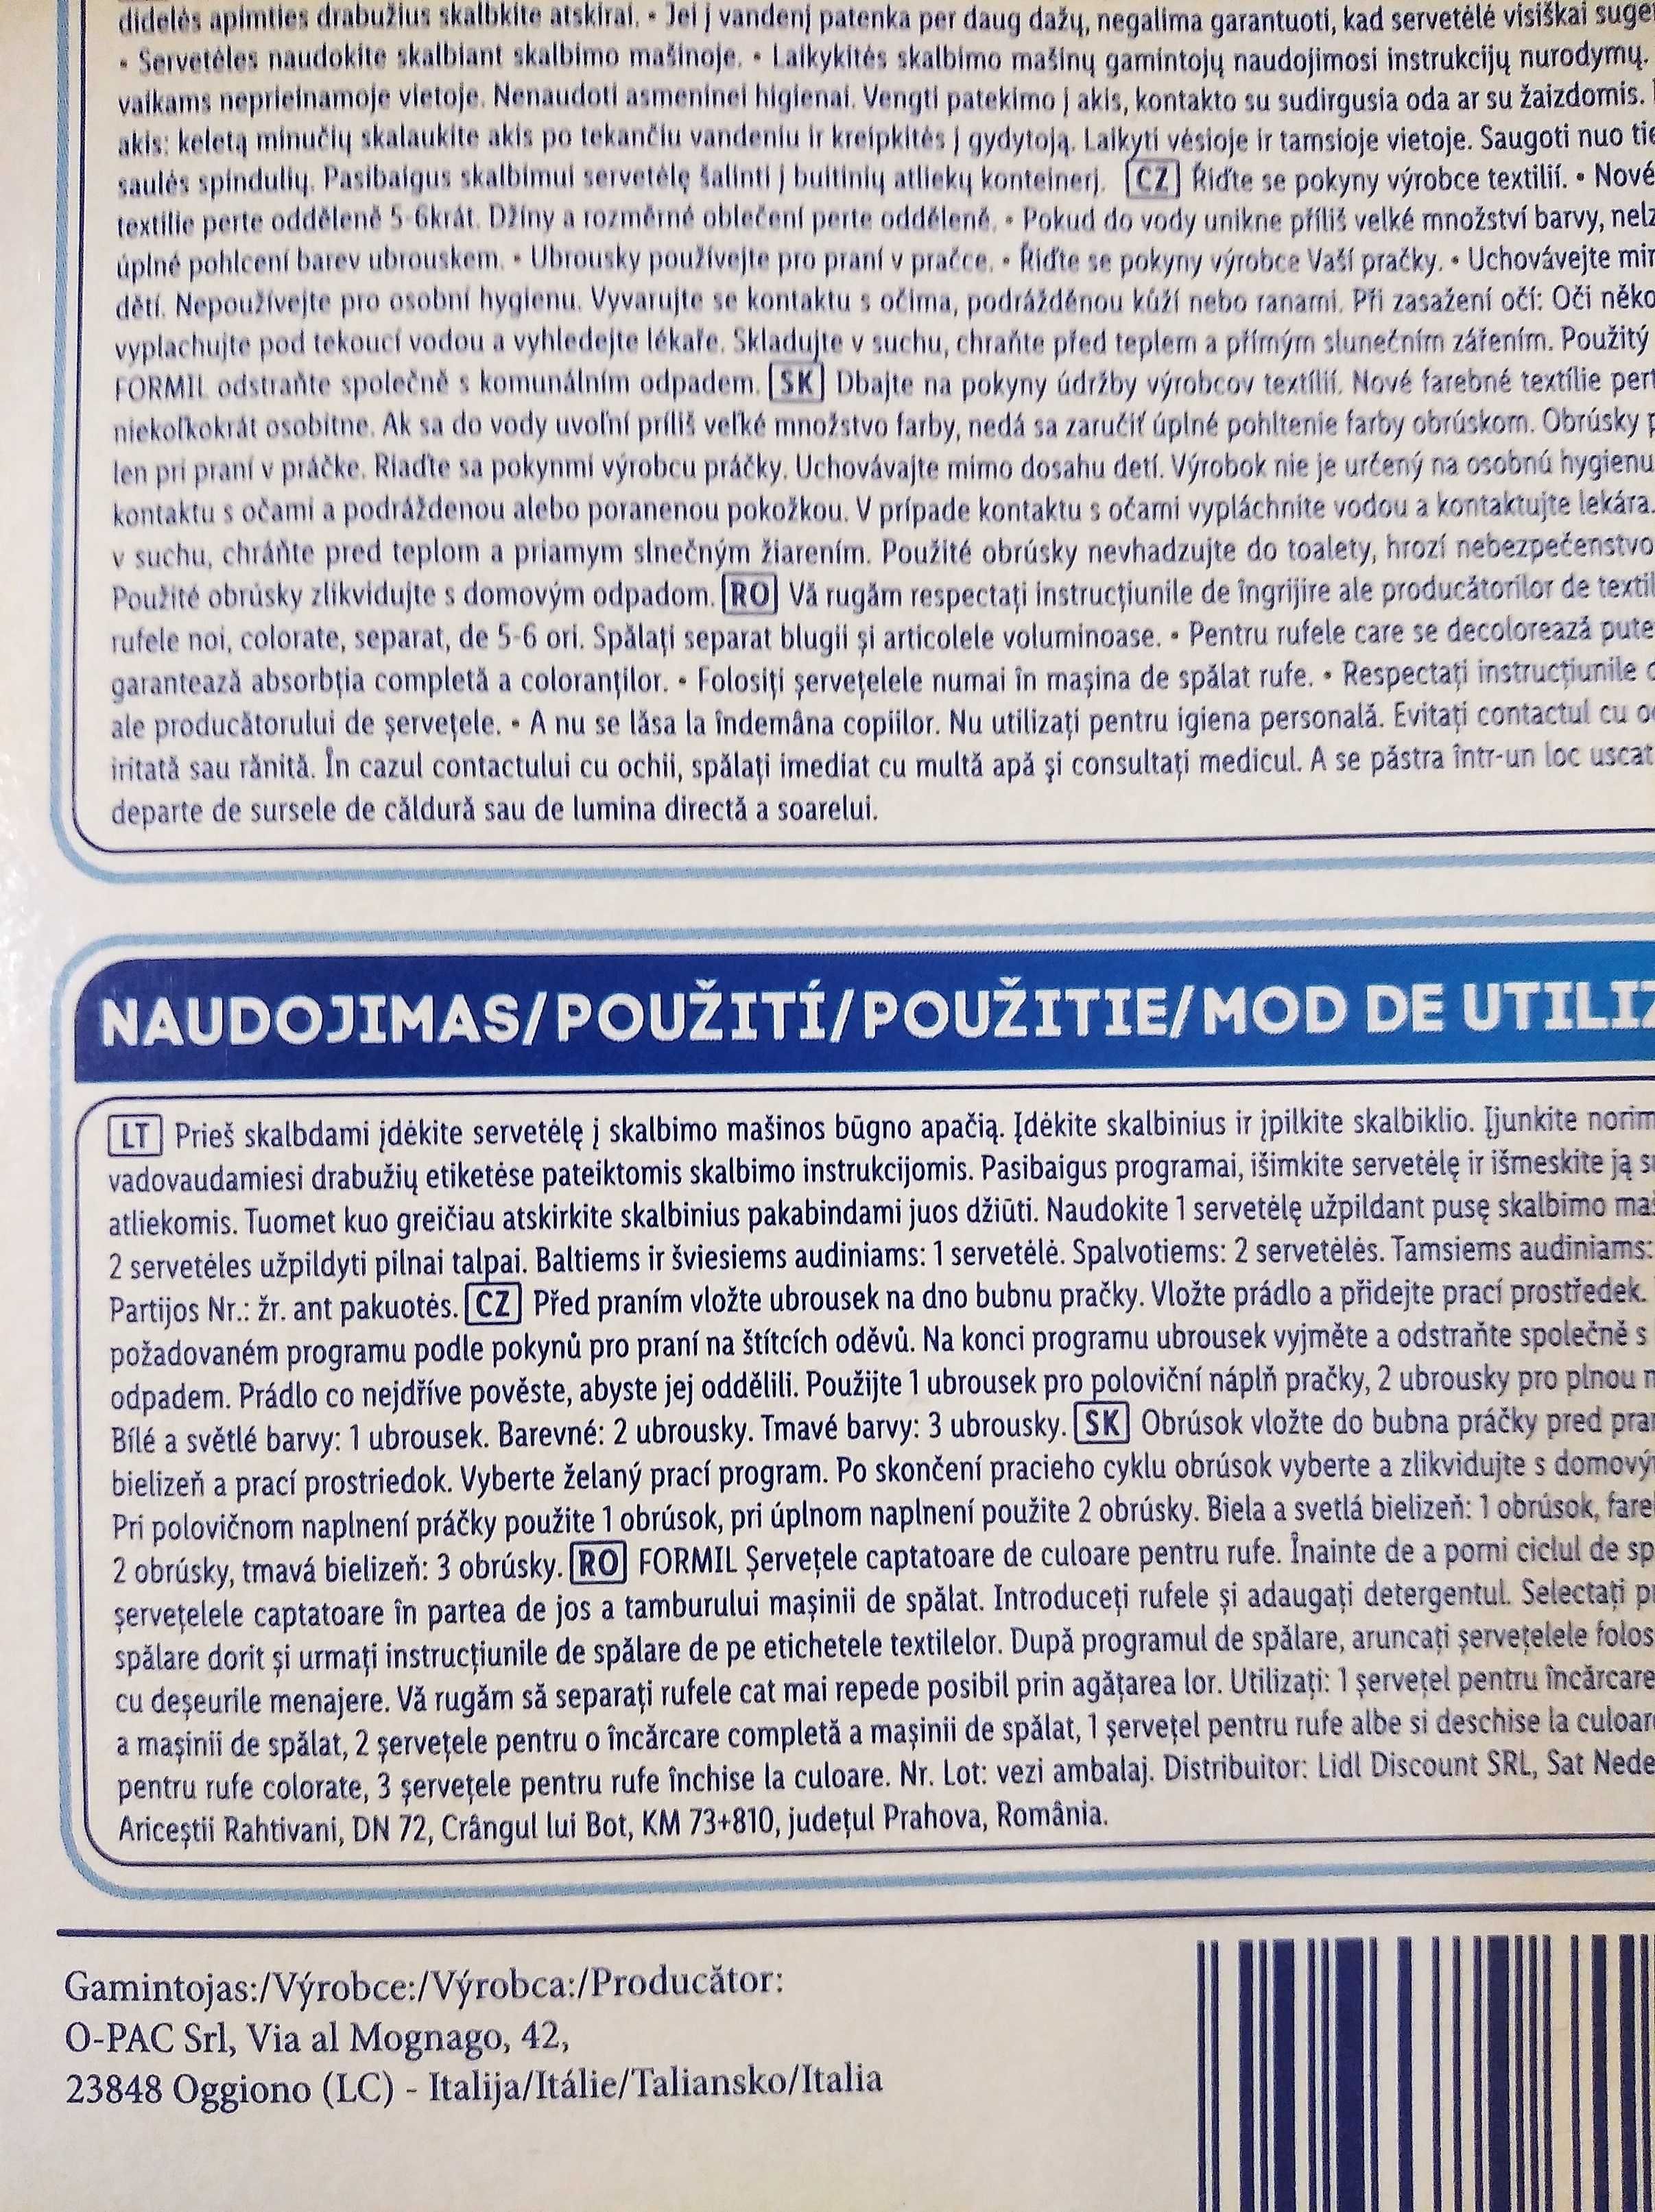 didelės apimties drabužius skalbkite atskirai. • Jei į vandenį patenka per daug dažų, negalima garantuoti, kad servetėlė visiškai suge
• Servetėles naudokite skalbiant skalbimo mašinoje. • Laikykitės skalbimo mašinų gamintojų naudojimosi instrukcijų nurodymų.
vaikams neprieinamoje vietoje. Nenaudoti asmeninei higienai. Vengti patekimo į akis, kontakto su sudirgusia oda ar su žaizdomis.
akis: keletą minučių skalaukite akis po tekančiu vandeniu ir kreipkitės į gydytoją. Laikyti vėsioje ir tamsioje vietoje. Saugoti nuo tie
saulės spindulių. Pasibaigus skalbimui servetėlę šalinti į buitinių atliekų konteinerį. CZ Řiďte se pokyny výrobce textilií. • Nové
textilie perte odděleně 5-6krát. Džíny a rozměrné oblečení perte odděleně. • Pokud do vody unikne příliš velké množství barvy, nelz
úplné pohlcení barev ubrouskem. • Ubrousky používejte pro praní v pračce. • Řiďte se pokyny výrobce Vaší pračky. • Uchovávejte mim
dětí. Nepoužívejte pro osobní hygienu. Vyvarujte se kontaktu s očima, podrážděnou kůží nebo ranami. Při zasažení očí: Oči něko
vyplachujte pod tekoucí vodou a vyhledejte lékaře. Skladujte v suchu, chraňte před teplem a přímým slunečním zářením. Použitý
FORMIL odstraňte společně s komunálním odpadem. SK Dbajte na pokyny údržby výrobcov textílií. Nové farebné textílie pert
niekoľkokrát osobitne. Ak sa do vody uvoľní príliš veľké množstvo farby, nedá sa zaručiť úplné pohltenie farby obrúskom. Obrúsky p
len pri praní v práčke. Riaďte sa pokynmi výrobcu práčky. Uchovávajte mimo dosahu detí. Výrobok nie je určený na osobnú hygienu
kontaktu s očami a podráždenou alebo poranenou pokožkou. V prípade kontaktu s očami vypláchnite vodou a kontaktujte lekára.
v suchu, chráňte pred teplom a priamym slnečným žiarením. Použité obrúsky nevhadzujte do toalety, hrozí nebezpečenstvo
Použité obrúsky zlikvidujte s domovým odpadom. RO Vă rugăm respectați instrucțiunile de îngrijire ale producătorilor de textil
rufele noi, colorate, separat, de 5-6 ori. Spălați separat blugii și articolele voluminoase. • Pentru rufele care se decolorează pute
garantează absorbția completă a coloranților. • Folosiți șervețelele numai în mașina de spălat rufe. • Respectați instrucțiunile d
ale producătorului de șervețele. • A nu se lăsa la îndemâna copiilor. Nu utilizați pentru igiena personală. Evitați contactul cu o
iritată sau rănită. În cazul contactului cu ochii, spălați imediat cu multă apă și consultați medicul. A se păstra într-un loc uscat
departe de sursele de căldură sau de lumina directă a soarelui.
NAUDOJIMAS/POUŽITÍ/POUŽITIE/MOD DE UTILIZ
LT Prieš skalbdami įdėkite servetėlę į skalbimo mašinos būgno apačią. Įdėkite skalbinius ir įpilkite skalbiklio. Įjunkite norim
vadovaudamiesi drabužių etiketėse pateiktomis skalbimo instrukcijomis. Pasibaigus programai, išimkite servetėlę ir išmeskite ją s
atliekomis. Tuomet kuo greičiau atskirkite skalbinius pakabindami juos džiūti. Naudokite 1 servetėlę užpildant pusę skalbimo maš
2 servetėles užpildyti pilnai talpai. Baltiems ir šviesiems audiniams: 1 servetėlė. Spalvotiems: 2 servetėlės. Tamsiems audiniams:
Partijos Nr.: žr. ant pakuotės. CZ Před praním vložte ubrousek na dno bubnu pračky. Vložte prádlo a přidejte prací prostředek.
požadovaném programu podle pokynů pro praní na štítcích oděvů. Na konci programu ubrousek vyjměte a odstraňte společně s
odpadem. Prádlo co nejdříve pověste, abyste jej oddělili. Použijte 1 ubrousek pro poloviční náplň pračky, 2 ubrousky pro plnou n
Bílé a světlé barvy: 1 ubrousek. Barevné: 2 ubrousky. Tmavé barvy: 3 ubrousky. SK Obrúsok vložte do bubna práčky pred pran
bielizeň a prací prostriedok. Vyberte želaný prací program. Po skončení pracieho cyklu obrúsok vyberte a zlikvidujte s domový
Pri polovičnom naplnení práčky použite 1 obrúsok, pri úplnom naplnení použite 2 obrúsky. Biela a svetlá bielizeň: 1 obrúsok, fare
2 obrúsky, tmavá bielizeň: 3 obrúsky. RO FORMIL Șervețele captatoare de culoare pentru rufe. Înainte de a porni ciclul de sp
șervețelele captatoare în partea de jos a tamburului mașinii de spălat. Introduceți rufele și adaugați detergentul. Selectați p
spălare dorit și urmați instrucțiunile de spălare de pe etichetele textilelor. După programul de spălare, aruncați șervețelele folos
cu deșeurile menajere. Vă rugăm să separați rufele cat mai repede posibil prin agățarea lor. Utilizați: 1 șervețel pentru încărcare
a mașinii de spălat, 2 șervețele pentru o încărcare completă a mașinii de spălat, 1 șervețel pentru rufe albe si deschise la culoar
pentru rufe colorate, 3 șervețele pentru rufe închise la culoare. Nr. Lot: vezi ambalaj. Distribuitor: Lidl Discount SRL, Sat Nede
Ariceștii Rahtivani, DN 72, Crângul lui Bot, KM 73+810, județul Prahova, România.
Gamintojas:/Výrobce:/Výrobca:/Producător:
O-PAC Srl, Via al Mognago, 42,
23848 Oggiono (LC) - Italija/Itálie/Taliansko/Italia